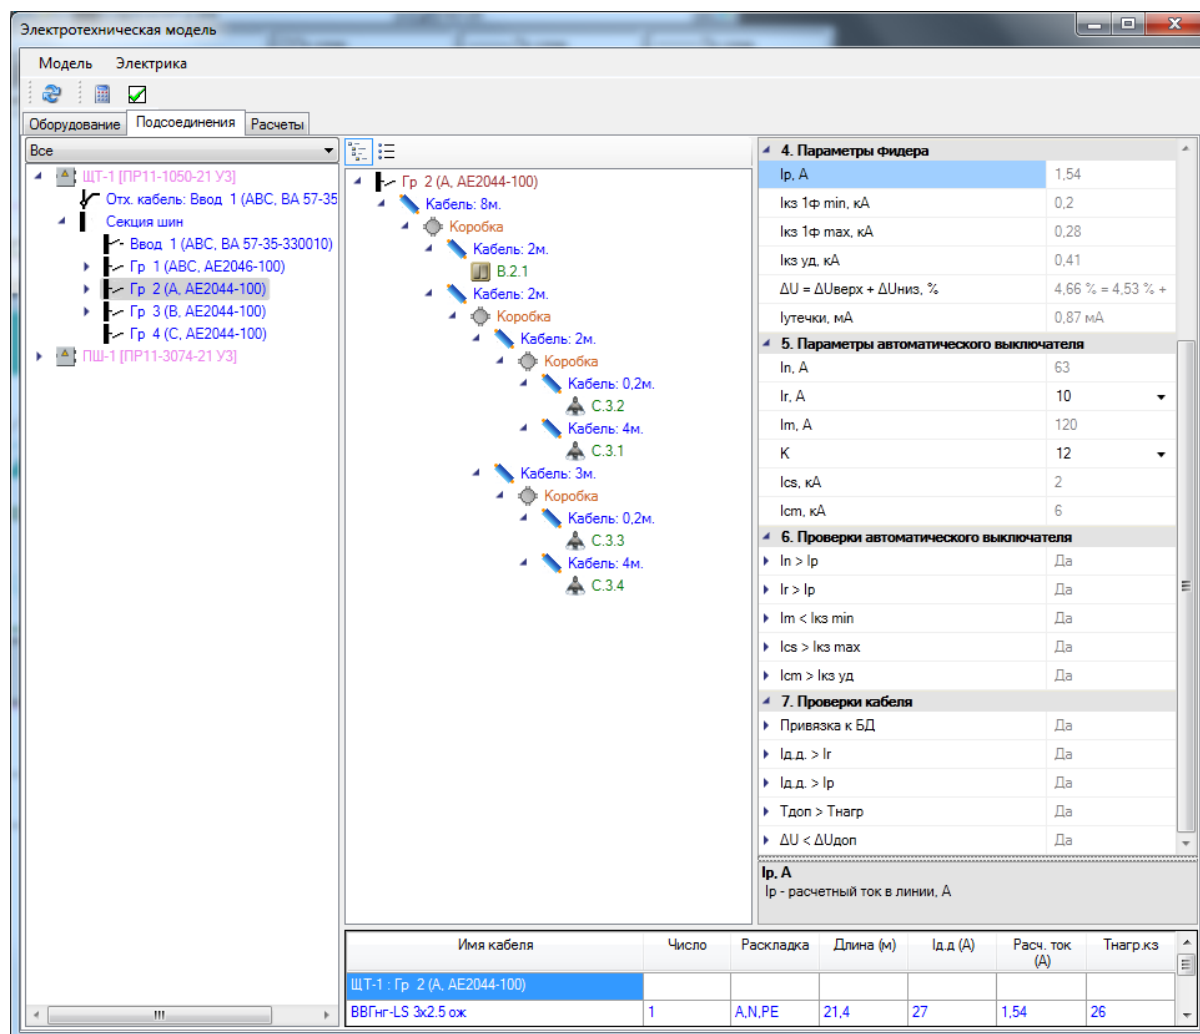 Электротехническая модель
Модель Электрика
Оборудование Подсоединения Расчеты
Все
ЩТ-1 [ПР11-1050-21 У3]
Отх. кабель: Ввод 1 (ABC, ВА 57-35
Секция шин
Ввод 1 (ABC, ВА 57-35-330010)
Гр 1 (ABC, АЕ2046-100)
Гр 2 (А, АЕ2044-100)
Гр 3 (В, АЕ2044-100)
Гр 4 (С, АЕ2044-100)
ПШ-1 [ПР11-3074-21 У3]
Гр 2 (А, АЕ2044-100)
Кабель: 8м.
Коробка
Кабель: 2м.
В.2.1
Кабель: 2м.
Коробка
Кабель: 2м.
Коробка
Кабель: 0,2м.
С.3.2
Кабель: 4м.
С.3.1
Кабель: 3м.
Коробка
Кабель: 0,2м.
С.3.3
Кабель: 4м.
С.3.4
4. Параметры фидера
Iр, А 1,54
Iкз 1ф min, кА 0,2
Iкз 1ф max, кА 0,28
Iкз уд, кА 0,41
ΔU = ΔUверх + ΔUниз, % 4,66 % = 4,53 % +
Iутечки, мА 0,87 мА
5. Параметры автоматического выключателя
In, А 63
Ir, А 10
Im, А 120
К 12
Ics, кА 2
Icm, кА 6
6. Проверки автоматического выключателя
In > Iр Да
Ir > Iр Да
Im < Iкз min Да
Ics > Iкз max Да
Icm > Iкз уд Да
7. Проверки кабеля
Привязка к БД Да
Iд.д. > Ir Да
Iд.д. > Iр Да
Тдоп > Тнагр Да
ΔU < ΔUдоп Да
Iр, А
Iр - расчетный ток в линии, А
Имя кабеля Число Раскладка Длина (м) Iд.д (А) Расч. ток (А) Тнагр.кз
ЩТ-1 : Гр 2 (А, АЕ2044-100)
ВВГнг-LS 3x2.5 ож 1 A,N,PE 21,4 27 1,54 26